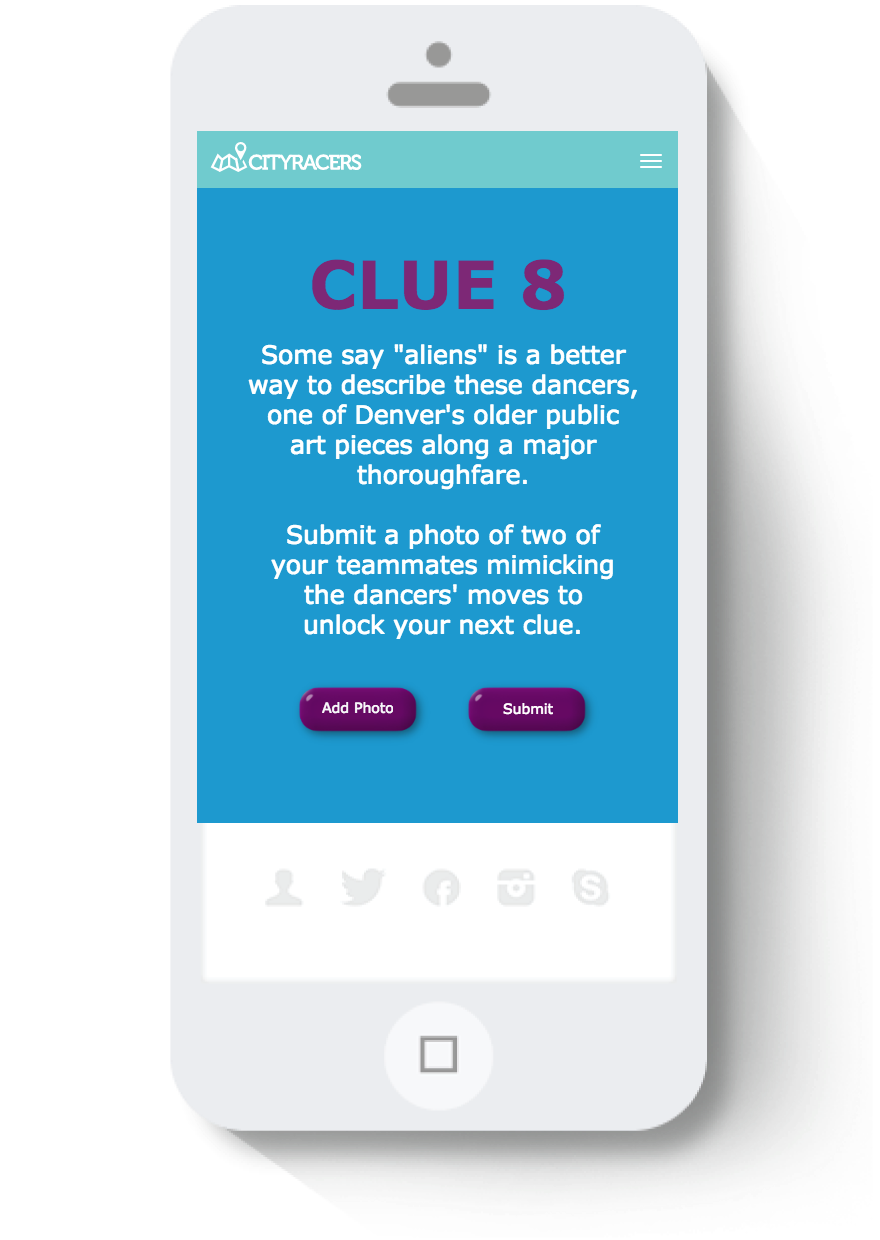 CITYRACERS
CLUE 8
Some say "aliens" is a better
way to describe these dancers,
one of Denver's older public
art pieces along a major
thoroughfare.
Submit a photo of two of
your teammates mimicking
the dancers' moves to
unlock your next clue.
Add Photo
Submit